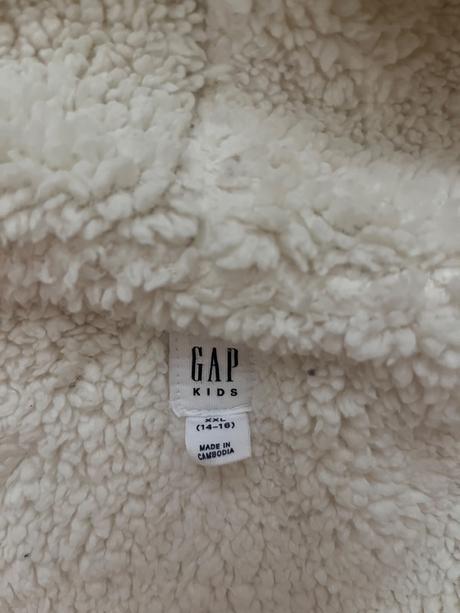 GAP
KIDS
XXL
(14-16)
MADE IN
CAMBODIA